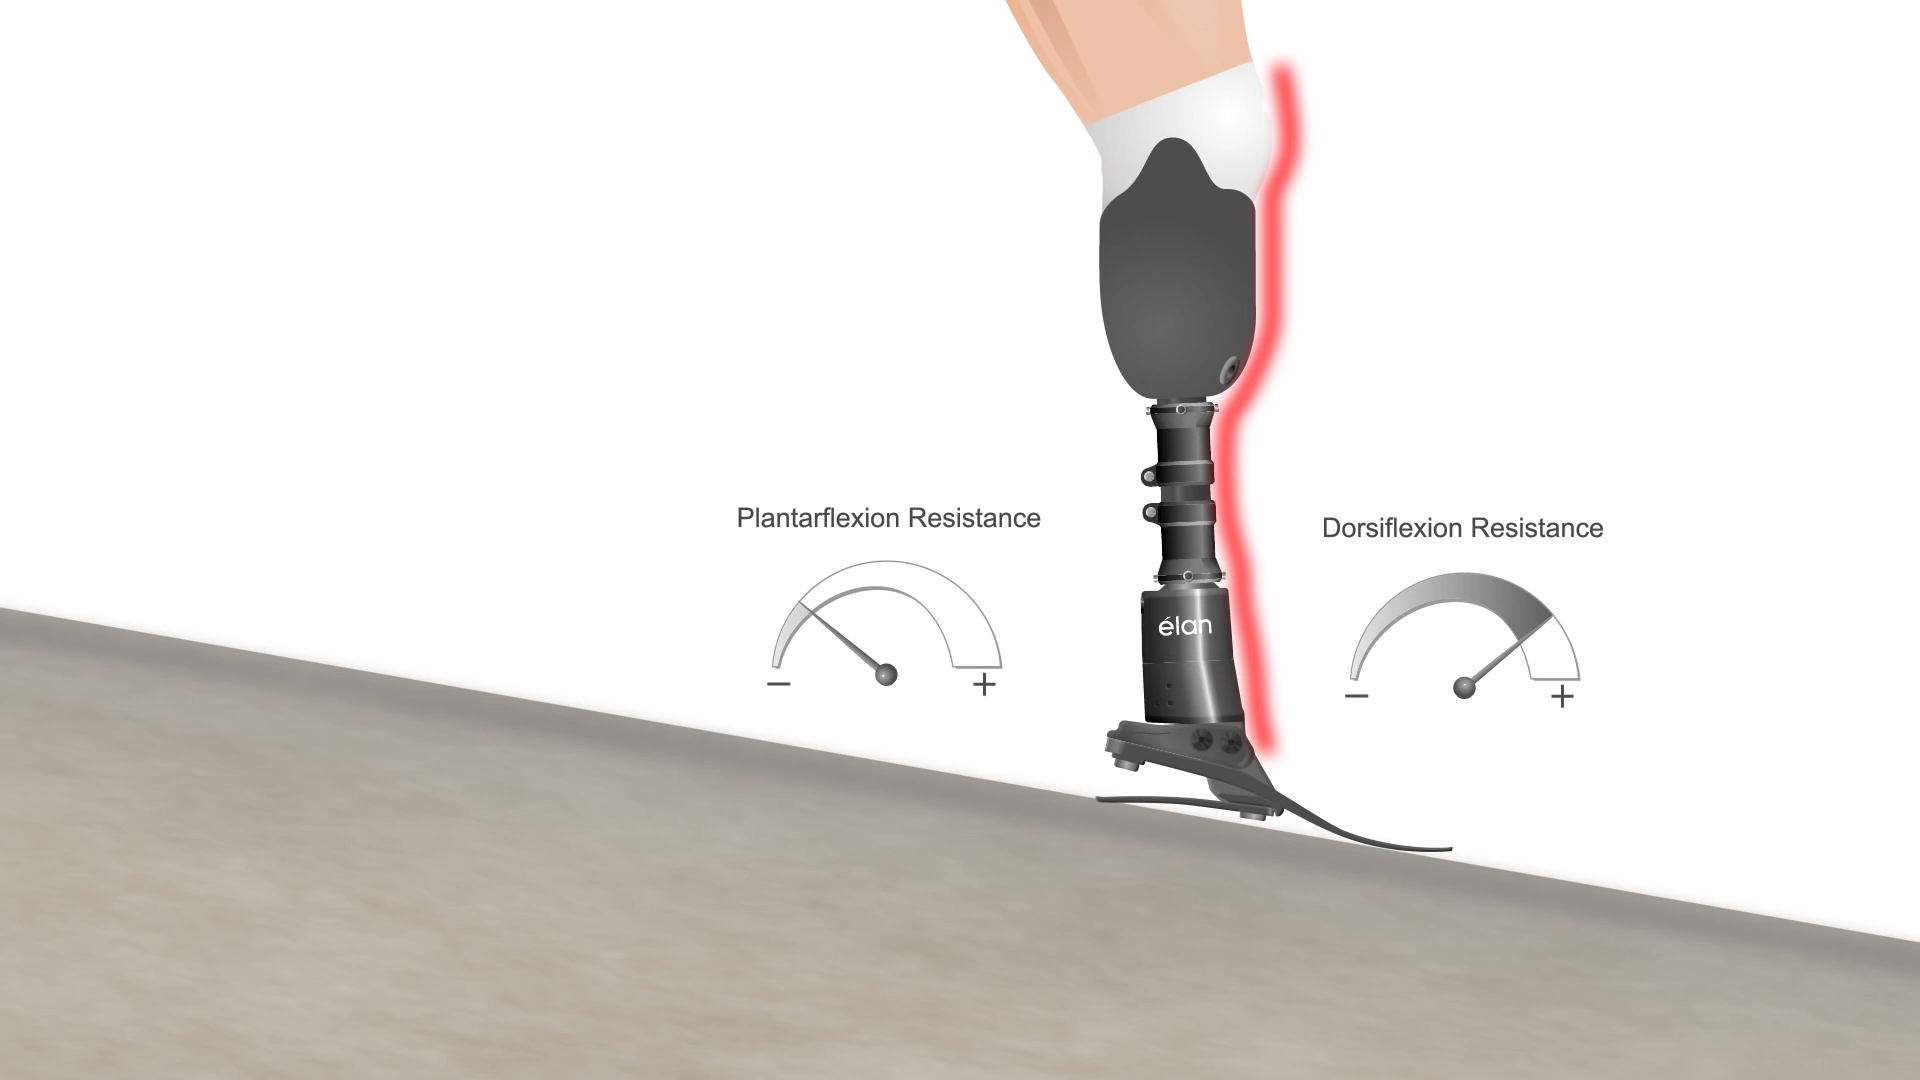 Plantarflexion Resistance
− +
élan
Dorsiflexion Resistance
− +